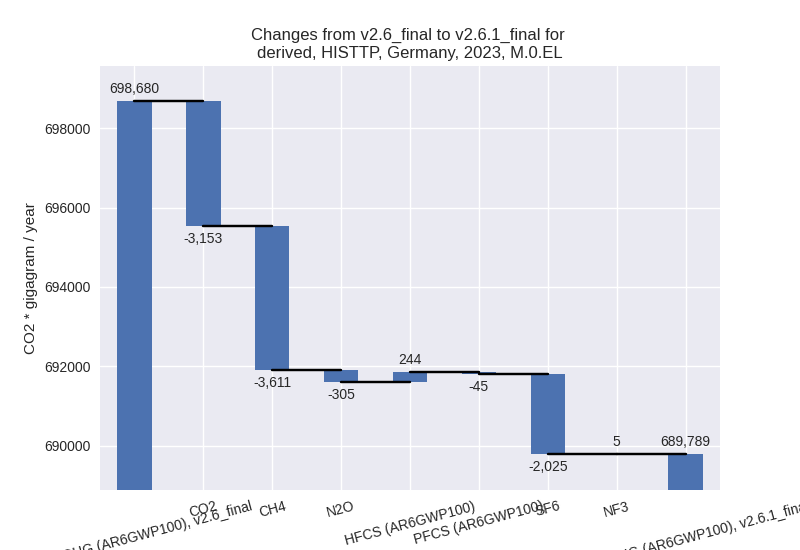 Changes from v2.6_final to v2.6.1_final for
derived, HISTTP, Germany, 2023, M.0.EL
CO2 * gigagram / year
698000
696000
694000
692000
690000
698,680
-3,153
-3,611
-305
244
-45
-2,025
5
689,789
(AR6GWP100), v2.6_final
CO2
CH4
N2O
HFCS (AR6GWP100)
PFCS (AR6GWP100)
SF6
NF3
(AR6GWP100), v2.6.1_final